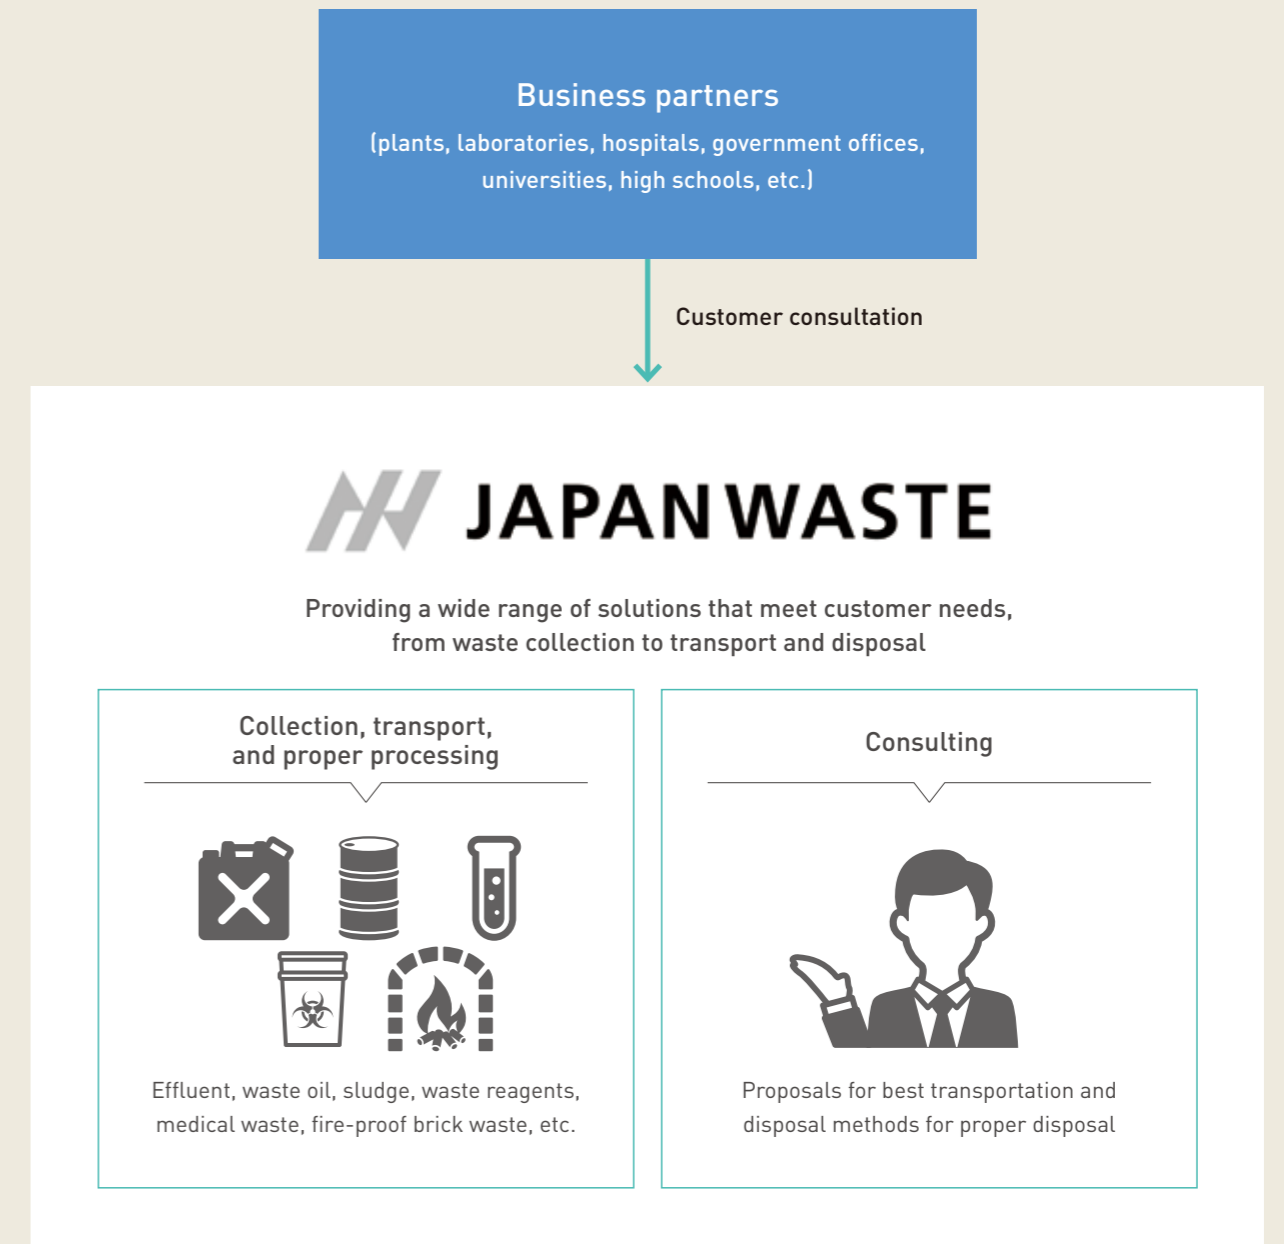 Business partners
(plants, laboratories, hospitals, government offices,
universities, high schools, etc.)
Customer consultation
JAPAN WASTE
Providing a wide range of solutions that meet customer needs,
from waste collection to transport and disposal
Collection, transport,
and proper processing
Effluent, waste oil, sludge, waste reagents,
medical waste, fire-proof brick waste, etc.
Consulting
Proposals for best transportation and
disposal methods for proper disposal